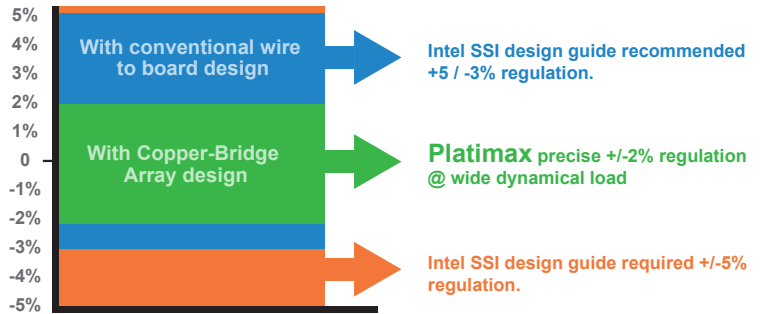 5%
4%
3%
2%
1%
0
-1%
-2%
-3%
-4%
-5%
With conventional wire
to board design
With Copper-Bridge
Array design
Intel SSI design guide recommended
+5 / -3% regulation.
Platimax precise +/-2% regulation
@ wide dynamical load
Intel SSI design guide required +/-5%
regulation.